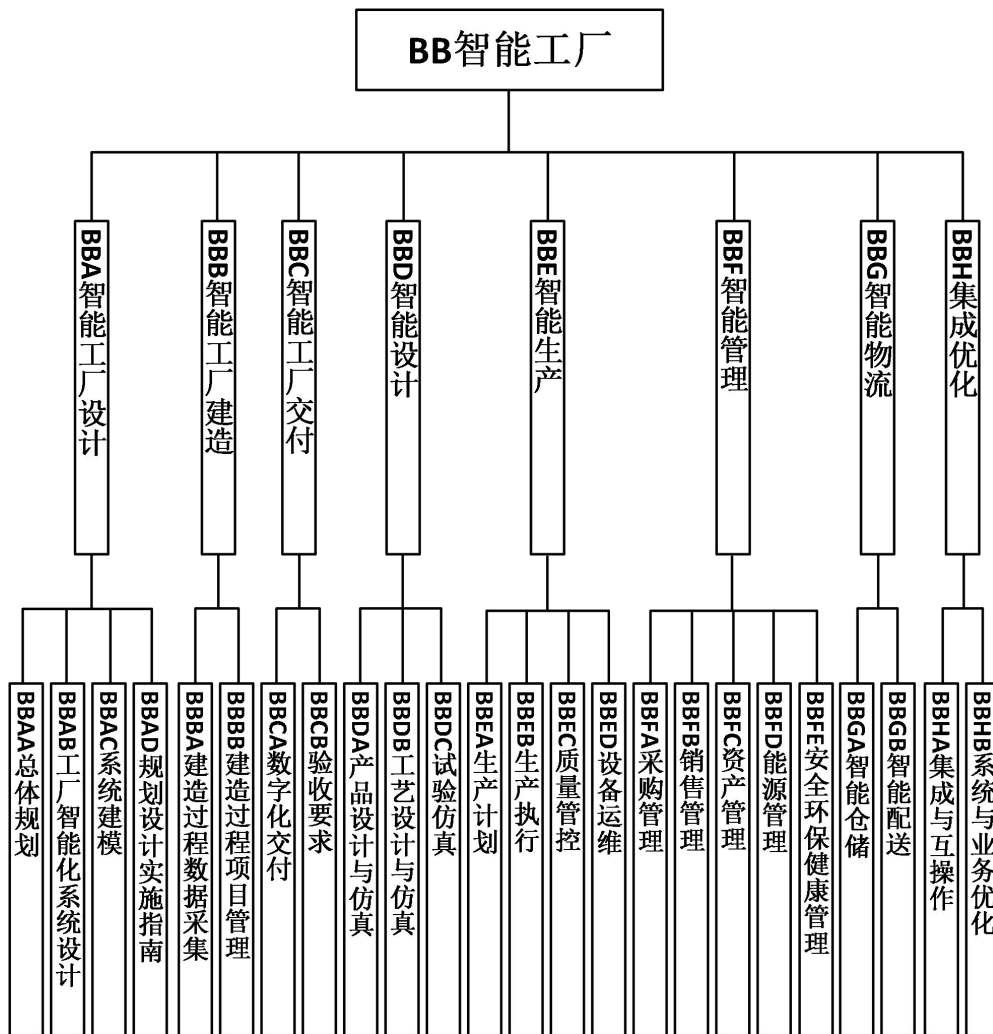 BB智能工厂
BBA智能工厂设计
BBB智能工厂建造
BBC智能工厂交付
BBD智能设计
BBE智能生产
BBF智能管理
BBG智能物流
BBH集成优化
BBAA总体规划
BBAB工厂智能化系统设计
BBAC系统建模
BBAD规划设计实施指南
BBBA建造过程数据采集
BBBB建造过程项目管理
BBCA数字化交付
BBCB验收要求
BBDA产品设计与仿真
BBDB工艺设计与仿真
BBDC试验仿真
BBEA生产计划
BBEB生产执行
BBEC质量管控
BBED设备运维
BBFA采购管理
BBFB销售管理
BBFC资产管理
BBFD能源管理
BBFE安全环保健康管理
BBGA智能仓储
BBGB智能配送
BBHA集成与互操作
BBHB系统与业务优化